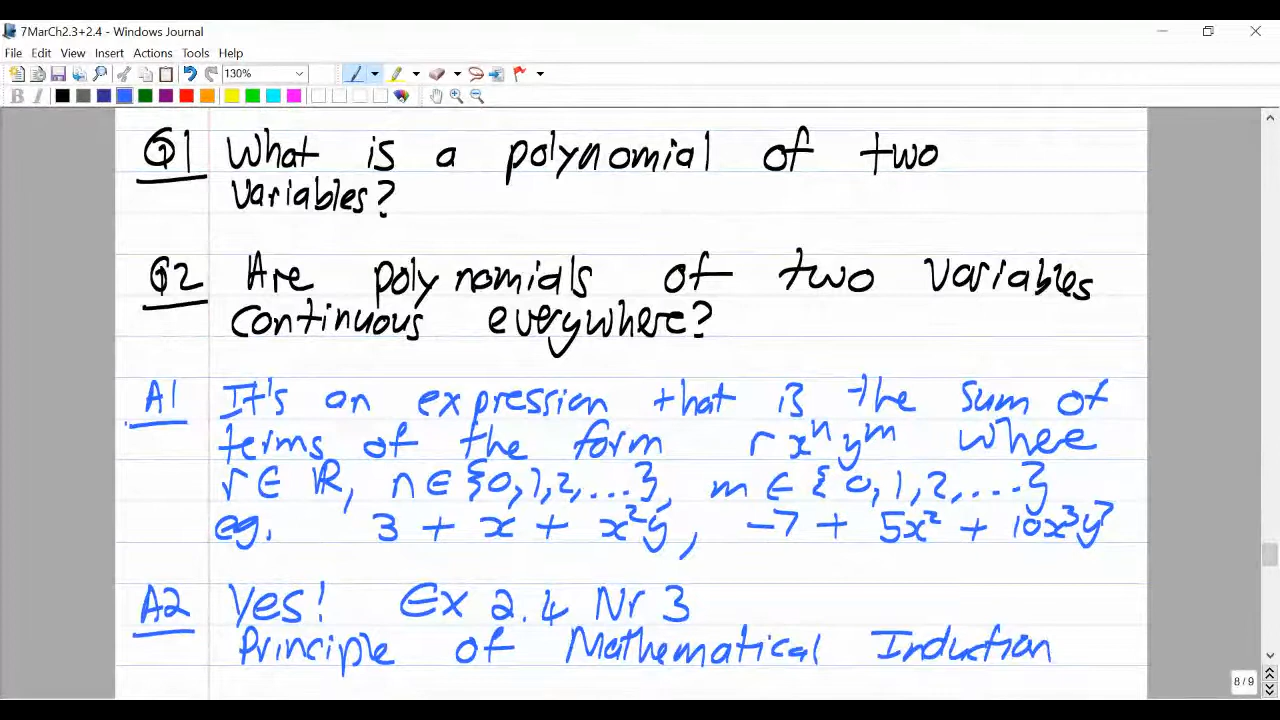 7MarCh2.3+2.4 - Windows Journal
File Edit View Insert Actions Tools Help
130%
B I
Q1 What is a polynomial of two
variables?
Q2 Are polynomials of two variables
continuous everywhere?
A1 It's an expression that is the sum of
terms of the form r xⁿ yᵐ where
r ∈ ℝ, n ∈ {0,1,2,...}, m ∈ {0,1,2,...}
eg. 3 + x + x²y, -7 + 5x² + 10x³y⁷
A2 Yes! Ex 2.4 Nr 3
Principle of Mathematical Induction
8/9